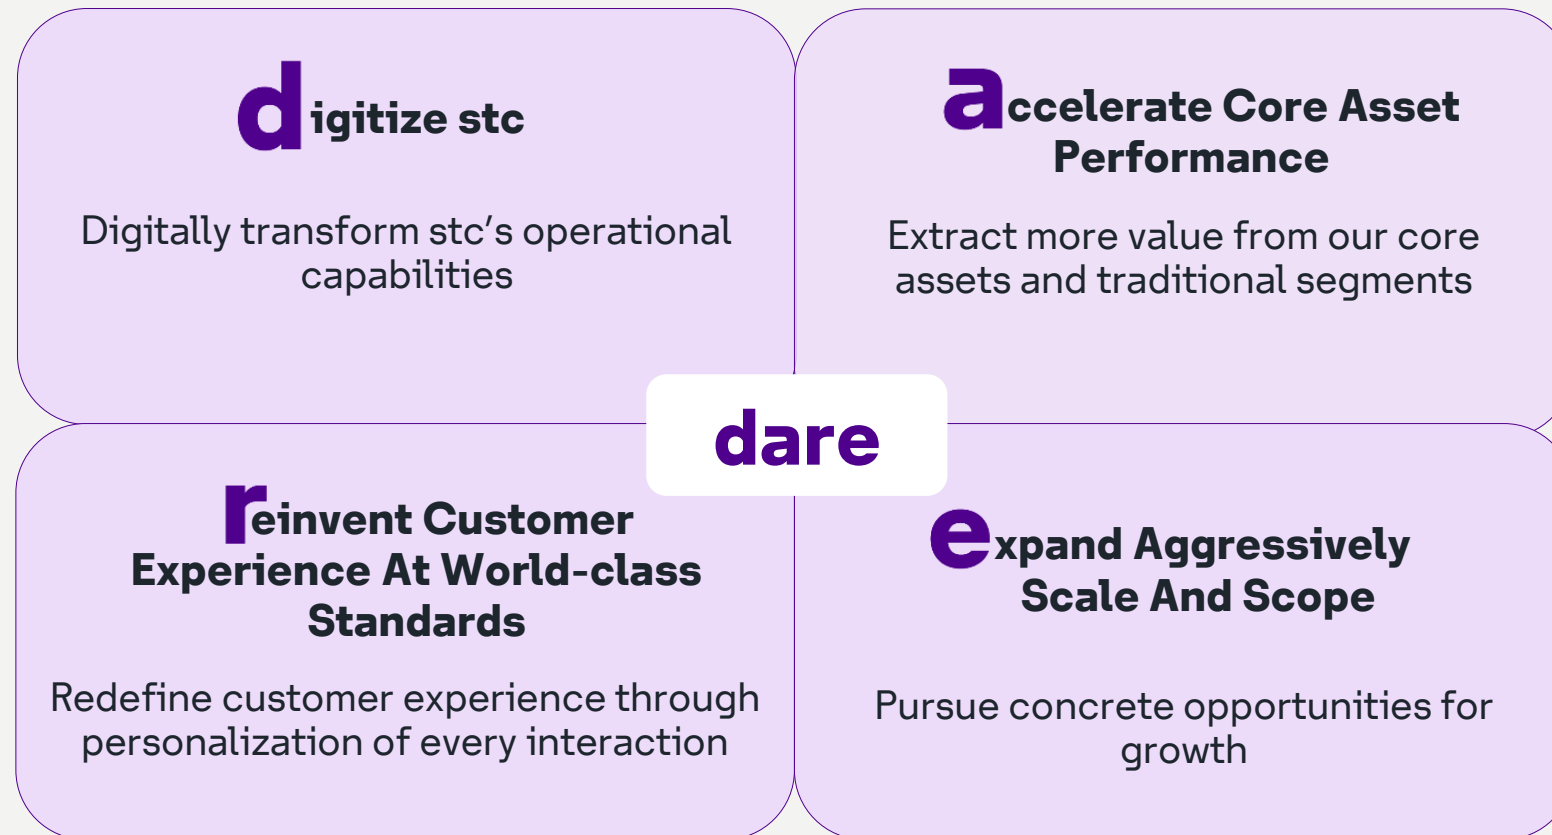 digitize stc
Digitally transform stc’s operational
capabilities
accelerate Core Asset
Performance
Extract more value from our core
assets and traditional segments
dare
reinvent Customer
Experience At World-class
Standards
Redefine customer experience through
personalization of every interaction
expand Aggressively
Scale And Scope
Pursue concrete opportunities for
growth